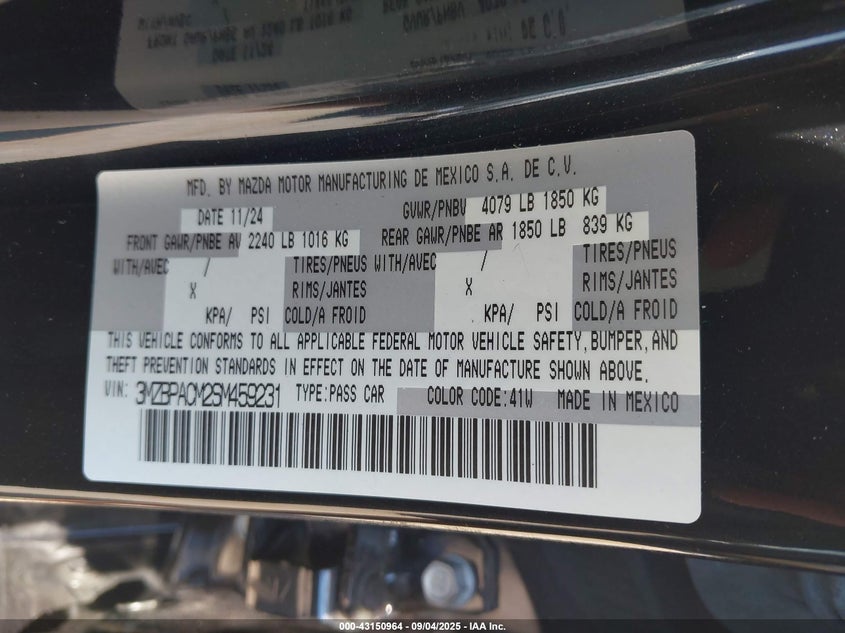 MFD. BY MAZDA MOTOR MANUFACTURING DE MEXICO S.A. DE C.V.
DATE 11/24 GVWR/PNBV 4079 LB 1850 KG
FRONT GAWR/PNBE AV 2240 LB 1016 KG REAR GAWR/PNBE AR 1850 LB 839 KG
WITH/AVEC / TIRES/PNEUS WITH/AVEC / TIRES/PNEUS
X RIMS/JANTES X RIMS/JANTES
KPA/ PSI COLD/A FROID KPA/ PSI COLD/A FROID
THIS VEHICLE CONFORMS TO ALL APPLICABLE FEDERAL MOTOR VEHICLE SAFETY, BUMPER, AND
THEFT PREVENTION STANDARDS IN EFFECT ON THE DATE OF MANUFACTURE SHOWN ABOVE.
VIN: 3MZBPACM2SM459231 TYPE:PASS CAR COLOR CODE:41W MADE IN MEXICO
000-43150964 - 09/04/2025 - IAA Inc.